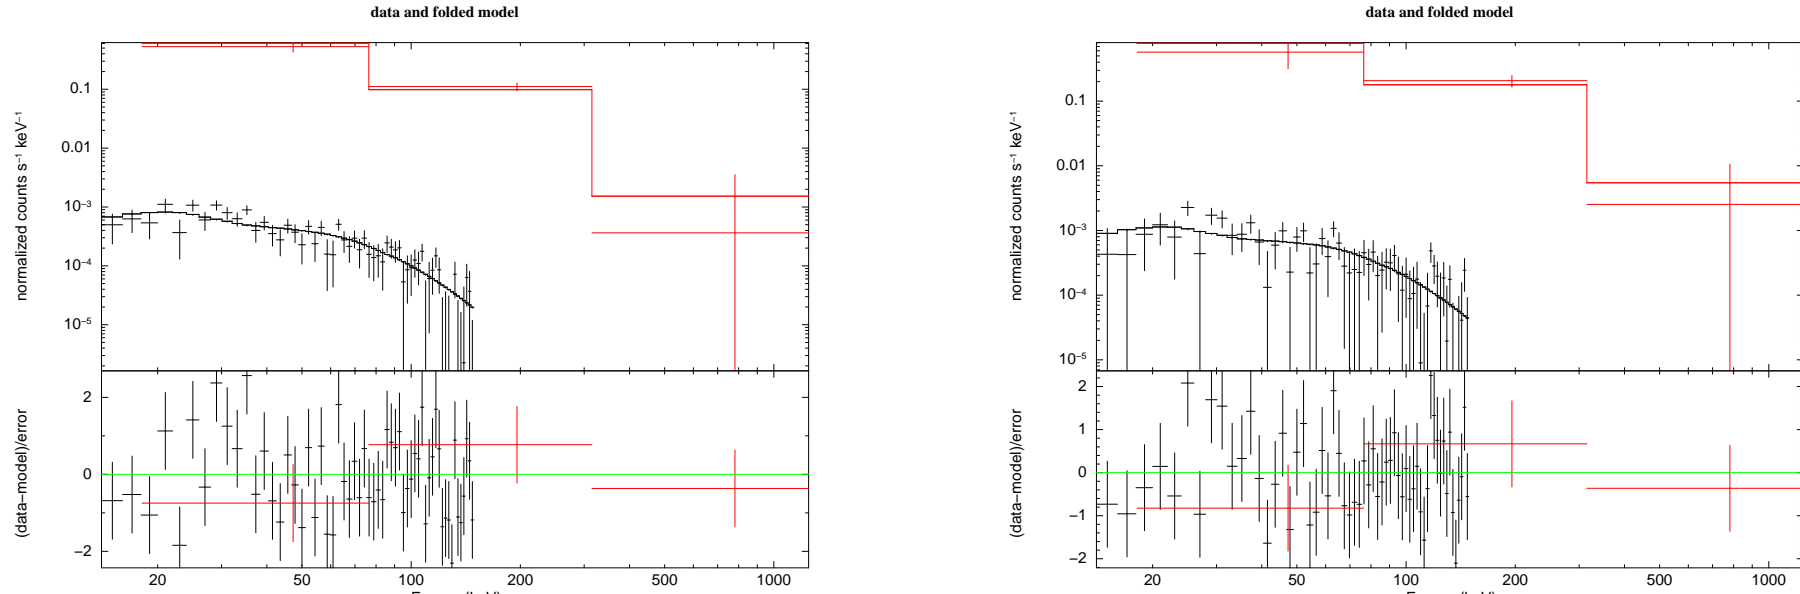 data and folded model
normalized counts s⁻¹ keV⁻¹
0.1
0.01
10⁻³
10⁻⁴
10⁻⁵
(data−model)/error
2
0
−2
20 50 100 200 500 1000
data and folded model
normalized counts s⁻¹ keV⁻¹
0.1
0.01
10⁻³
10⁻⁴
10⁻⁵
(data−model)/error
2
1
0
−1
−2
20 50 100 200 500 1000